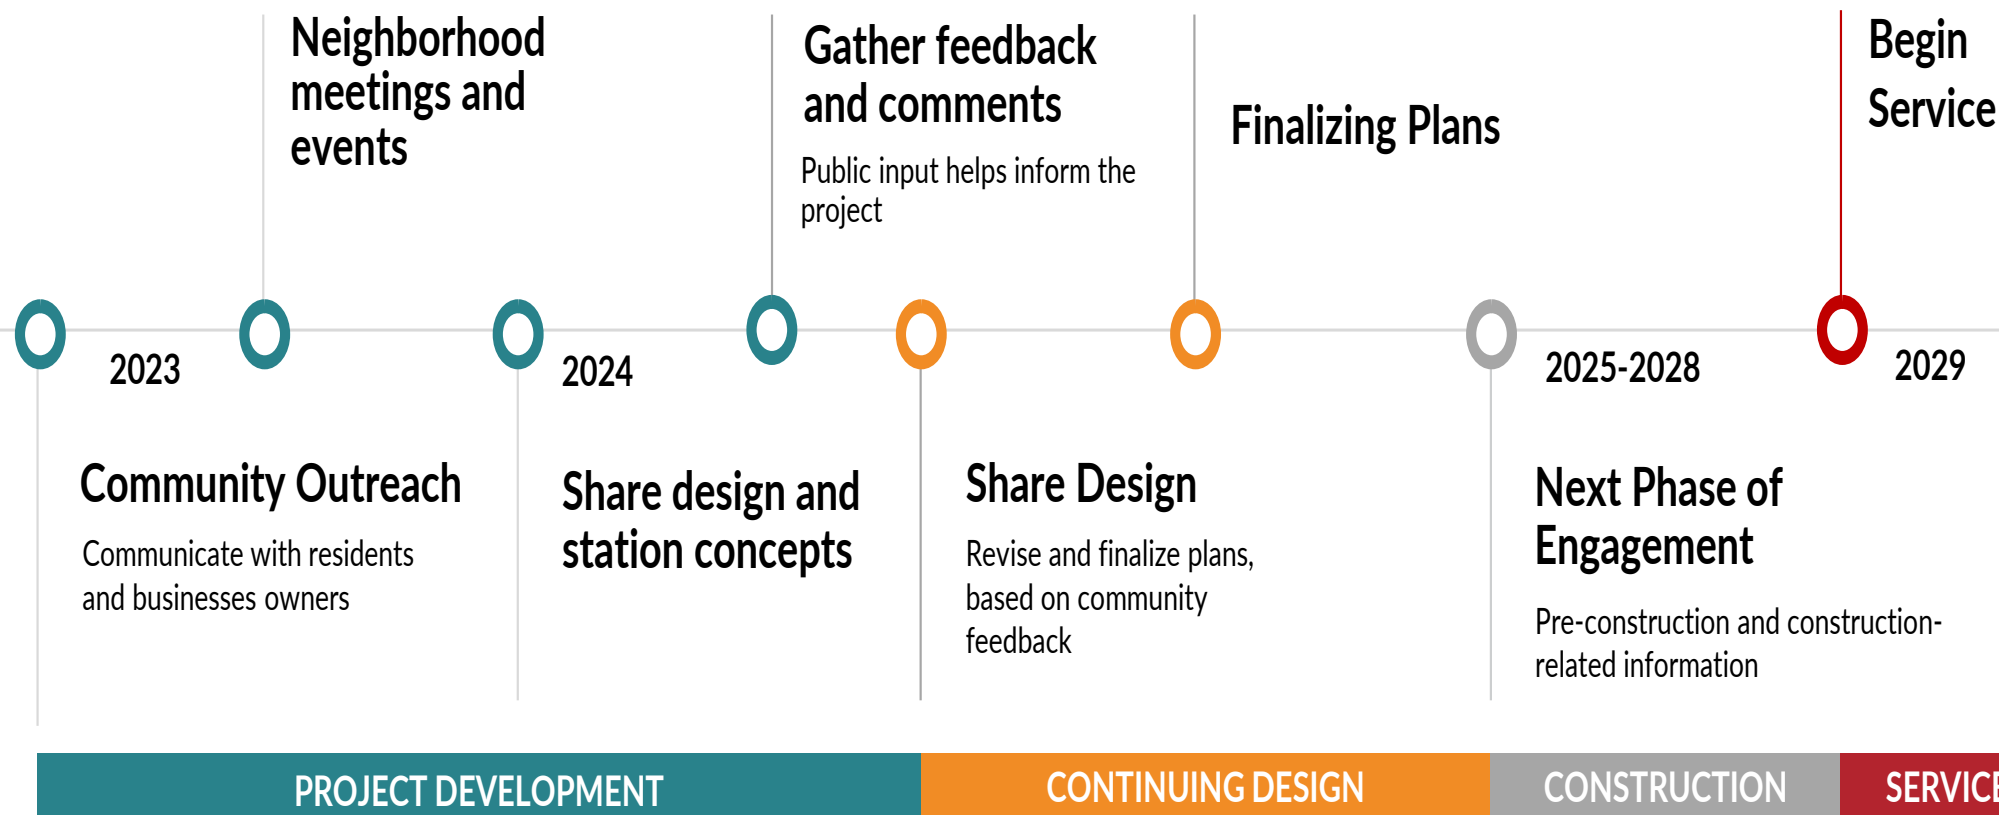 Neighborhood
meetings and
events
Gather feedback
and comments
Public input helps inform the
project
Finalizing Plans
Begin
Service
2023
2024
2025-2028
2029
Community Outreach
Communicate with residents
and businesses owners
Share design and
station concepts
Share Design
Revise and finalize plans,
based on community
feedback
Next Phase of
Engagement
Pre-construction and construction-
related information
PROJECT DEVELOPMENT
CONTINUING DESIGN
CONSTRUCTION
SERVICE